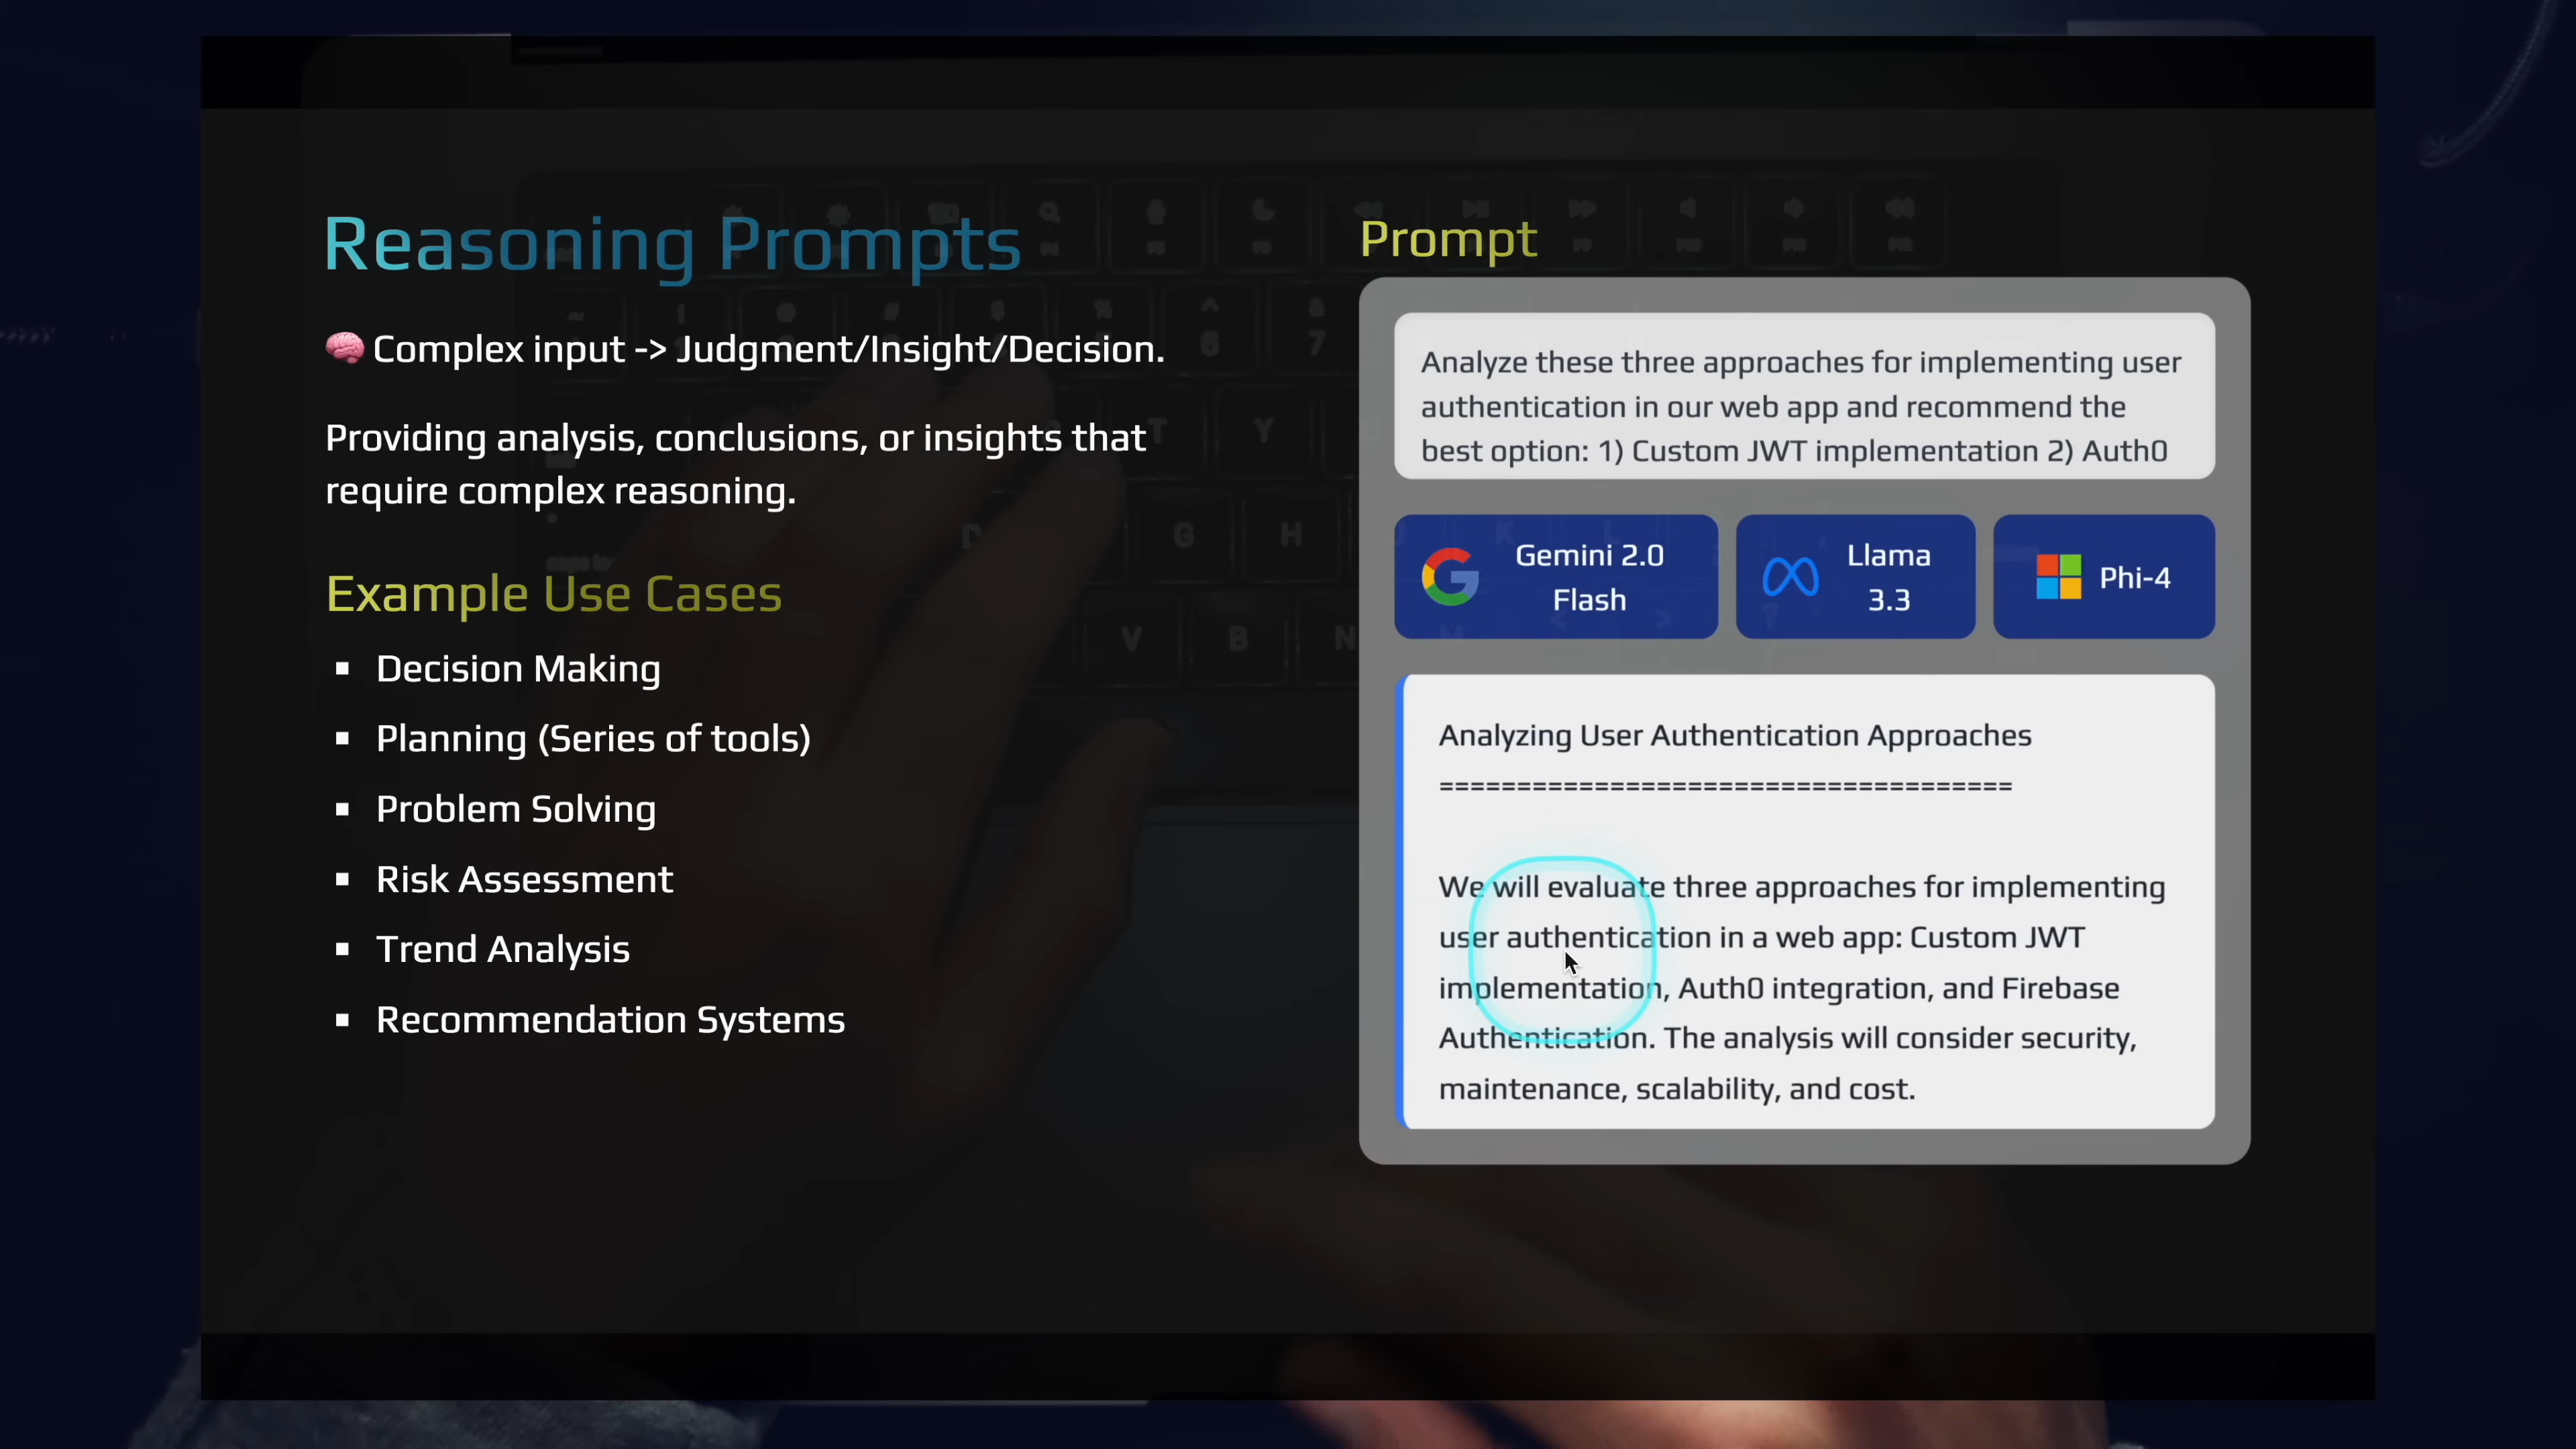 Reasoning Prompts
🧠 Complex input -> Judgment/Insight/Decision.
Providing analysis, conclusions, or insights that
require complex reasoning.
Example Use Cases
▪ Decision Making
▪ Planning (Series of tools)
▪ Problem Solving
▪ Risk Assessment
▪ Trend Analysis
▪ Recommendation Systems
Prompt
Analyze these three approaches for implementing user
authentication in our web app and recommend the
best option: 1) Custom JWT implementation 2) Auth0
Gemini 2.0
Flash
Llama
3.3
Phi-4
Analyzing User Authentication Approaches
=====================================
We will evaluate three approaches for implementing
user authentication in a web app: Custom JWT
implementation, Auth0 integration, and Firebase
Authentication. The analysis will consider security,
maintenance, scalability, and cost.